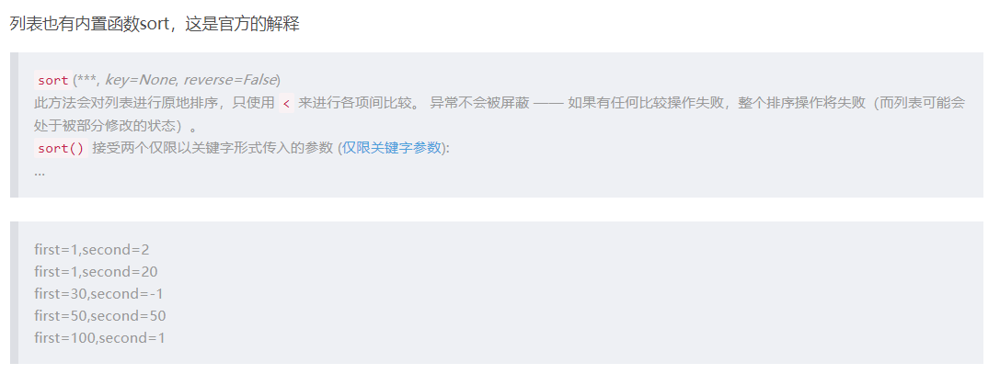 列表也有内置函数sort，这是官方的解释
sort(***, key=None, reverse=False)
此方法会对列表进行原地排序，只使用 < 来进行各项间比较。 异常不会被屏蔽 —— 如果有任何比较操作失败，整个排序操作将失败（而列表可能会
处于被部分修改的状态）。
sort() 接受两个仅限以关键字形式传入的参数 (仅限关键字参数):
...
first=1,second=2
first=1,second=20
first=30,second=-1
first=50,second=50
first=100,second=1